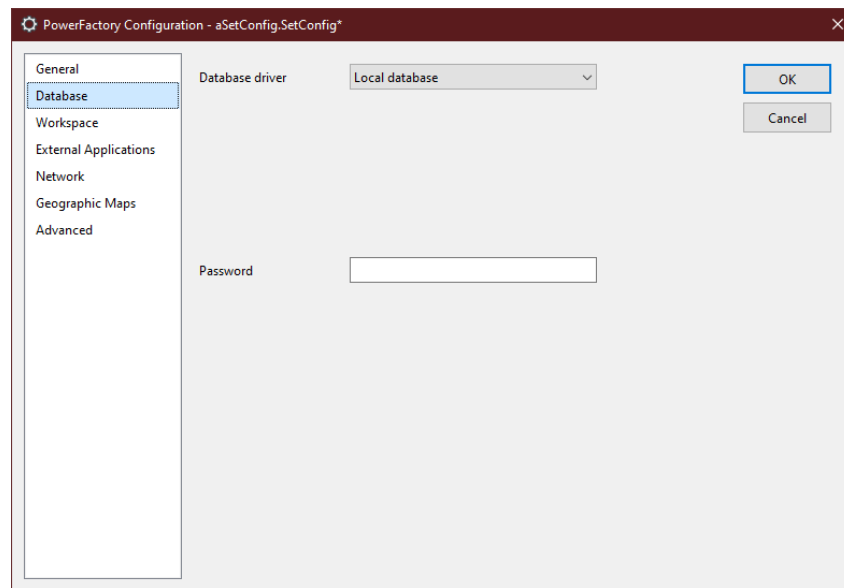 PowerFactory Configuration - aSetConfig.SetConfig*
General
Database
Workspace
External Applications
Network
Geographic Maps
Advanced
Database driver
Local database
Password
OK
Cancel